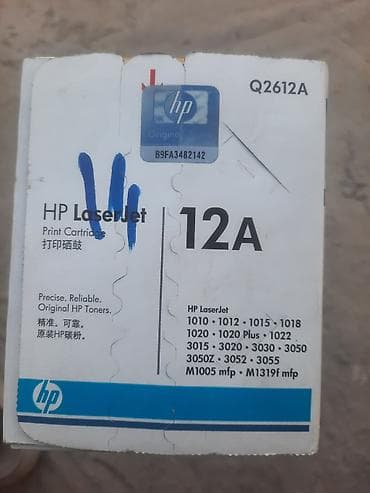 Q2612A
hp
Original
B9FA3482142
HP LaserJet
Print Cartridge
打印硒鼓
12A
Precise. Reliable.
Original HP Toners.
精准。可靠。
原装HP碳粉。
HP LaserJet
1010 • 1012 • 1015 • 1018
1020 • 1020 Plus • 1022
3015 • 3020 • 3030 • 3050
3050Z • 3052 • 3055
M1005 mfp • M1319f mfp
hp